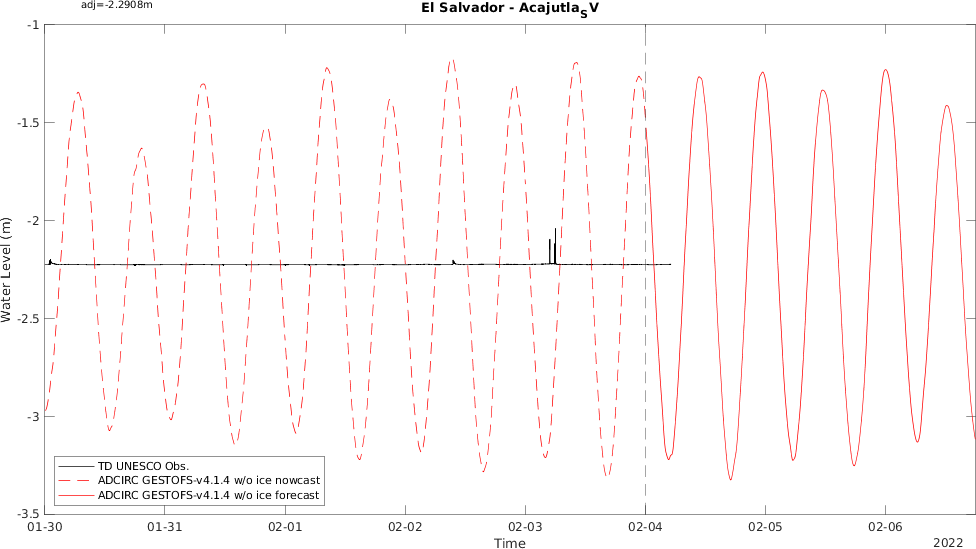 adj=-2.2908m
El Salvador - Acajutla_SV
-1
-1.5
-2
-2.5
-3
-3.5
Water Level (m)
TD UNESCO Obs.
ADCIRC GESTOFS-v4.1.4 w/o ice nowcast
ADCIRC GESTOFS-v4.1.4 w/o ice forecast
01-30 01-31 02-01 02-02 02-03 02-04 02-05 02-06
Time
2022